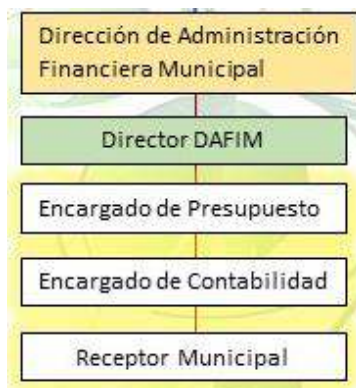 Dirección de Administración
Financiera Municipal
Director DAFIM
Encargado de Presupuesto
Encargado de Contabilidad
Receptor Municipal